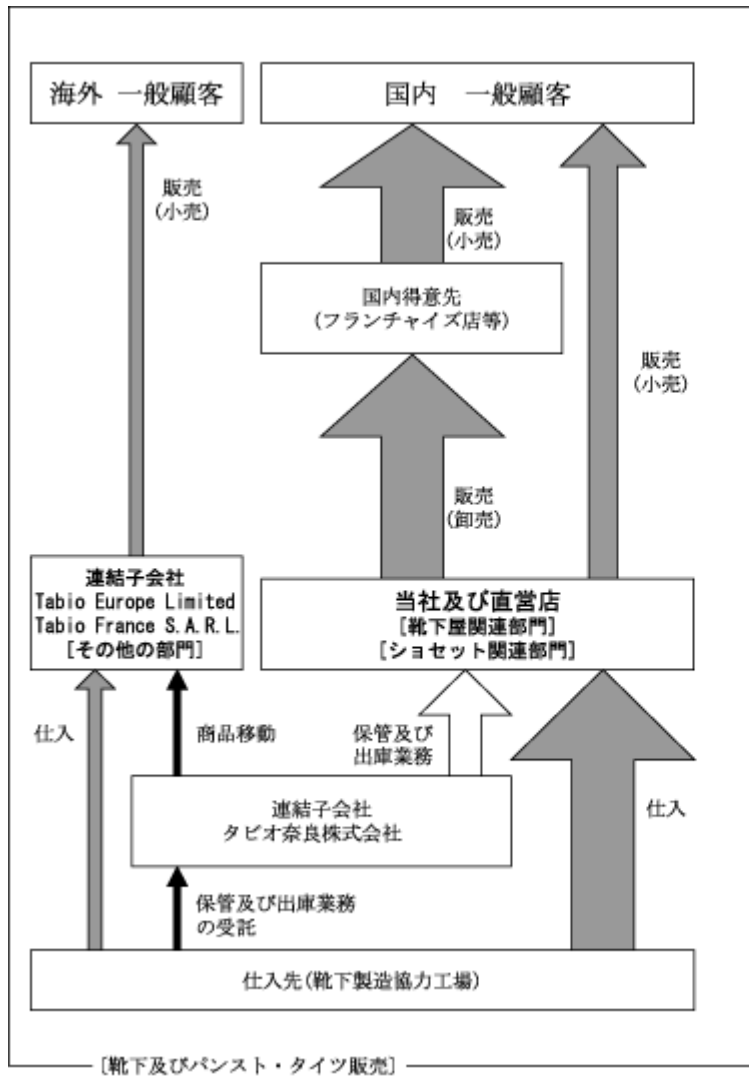 海外 一般顧客
国内 一般顧客
販売
(小売)
販売
(小売)
国内得意先
(フランチャイズ店等)
販売
(小売)
販売
(卸売)
連結子会社
Tabio Europe Limited
Tabio France S.A.R.L.
[その他の部門]
当社及び直営店
[靴下屋関連部門]
[ショセット関連部門]
仕入
商品移動
保管及び
出庫業務
仕入
連結子会社
タビオ奈良株式会社
保管及び出庫業務
の受託
仕入先(靴下製造協力工場)
[靴下及びパンスト・タイツ販売]